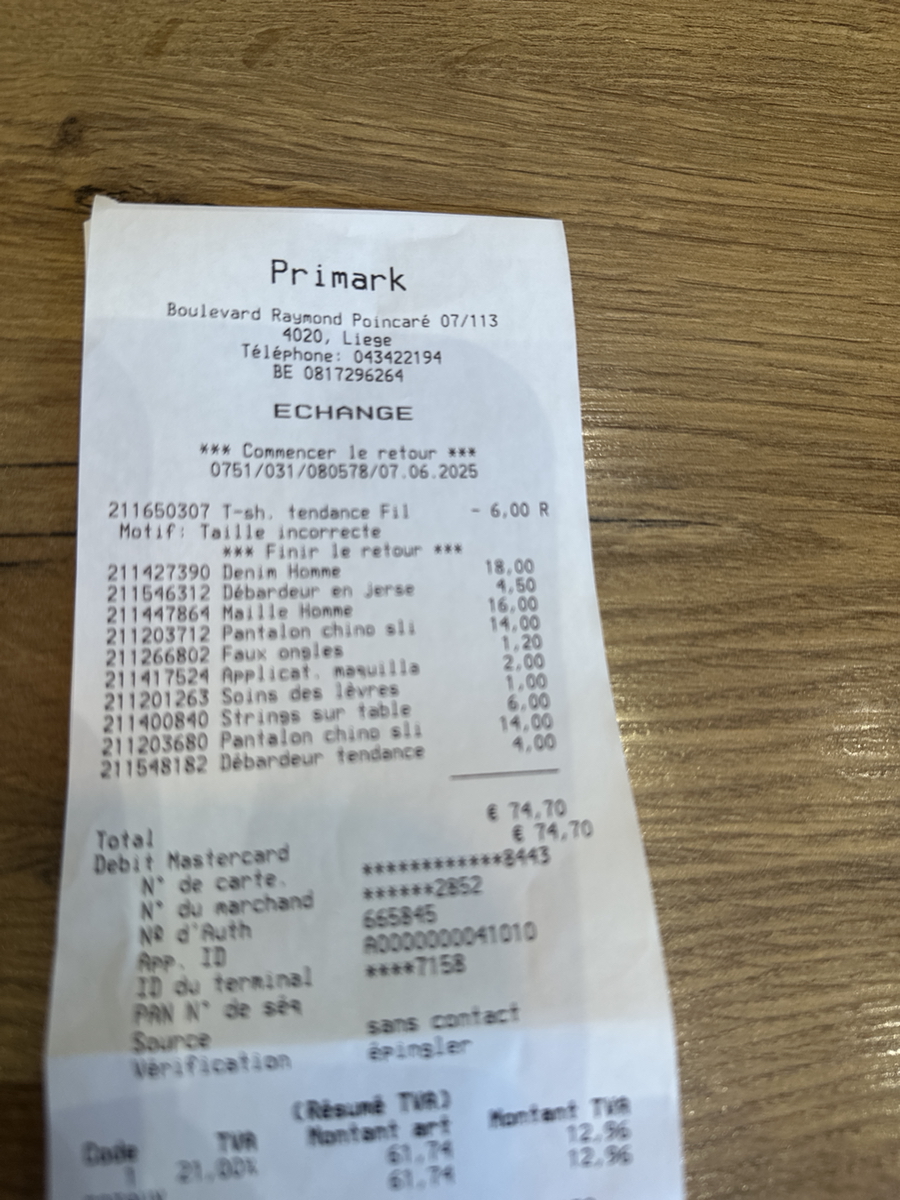 Primark
Boulevard Raymond Poincaré 07/113
4020, Liege
Téléphone: 043422194
BE 0817296264
ECHANGE
*** Commencer le retour ***
0751/031/080578/07.06.2025
211650307 T-sh. tendance Fil - 6,00 R
Motif: Taille incorrecte
*** Finir le retour ***
211427390 Denim Homme 18,00
211546312 Débardeur en jerse 4,50
211447864 Maille Homme 16,00
211203712 Pantalon chino sli 14,00
211266802 Faux ongles 1,20
211417524 Applicat. maquilla 2,00
211201263 Soins des lèvres 1,00
211400840 Strings sur table 6,00
211203680 Pantalon chino sli 14,00
211548182 Débardeur tendance 4,00
Total € 74,70
Debit Mastercard € 74,70
N° de carte. ************8443
N° du marchand ******2852
Nº d'Auth 665845
App. ID A0000000041010
ID du terminal ****7158
PAN N° de séq
Source sans contact
Vérification épingler
(Résumé TVA)
Code TVA Montant art Montant TVA
1 21,00% 61,74 12,96
61,74 12,96